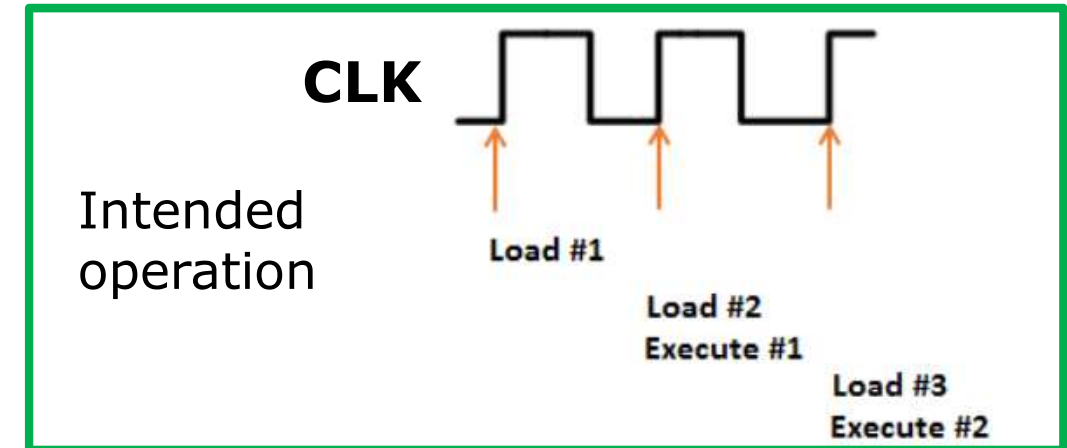 CLK
Intended
operation
Load #1
Load #2
Execute #1
Load #3
Execute #2